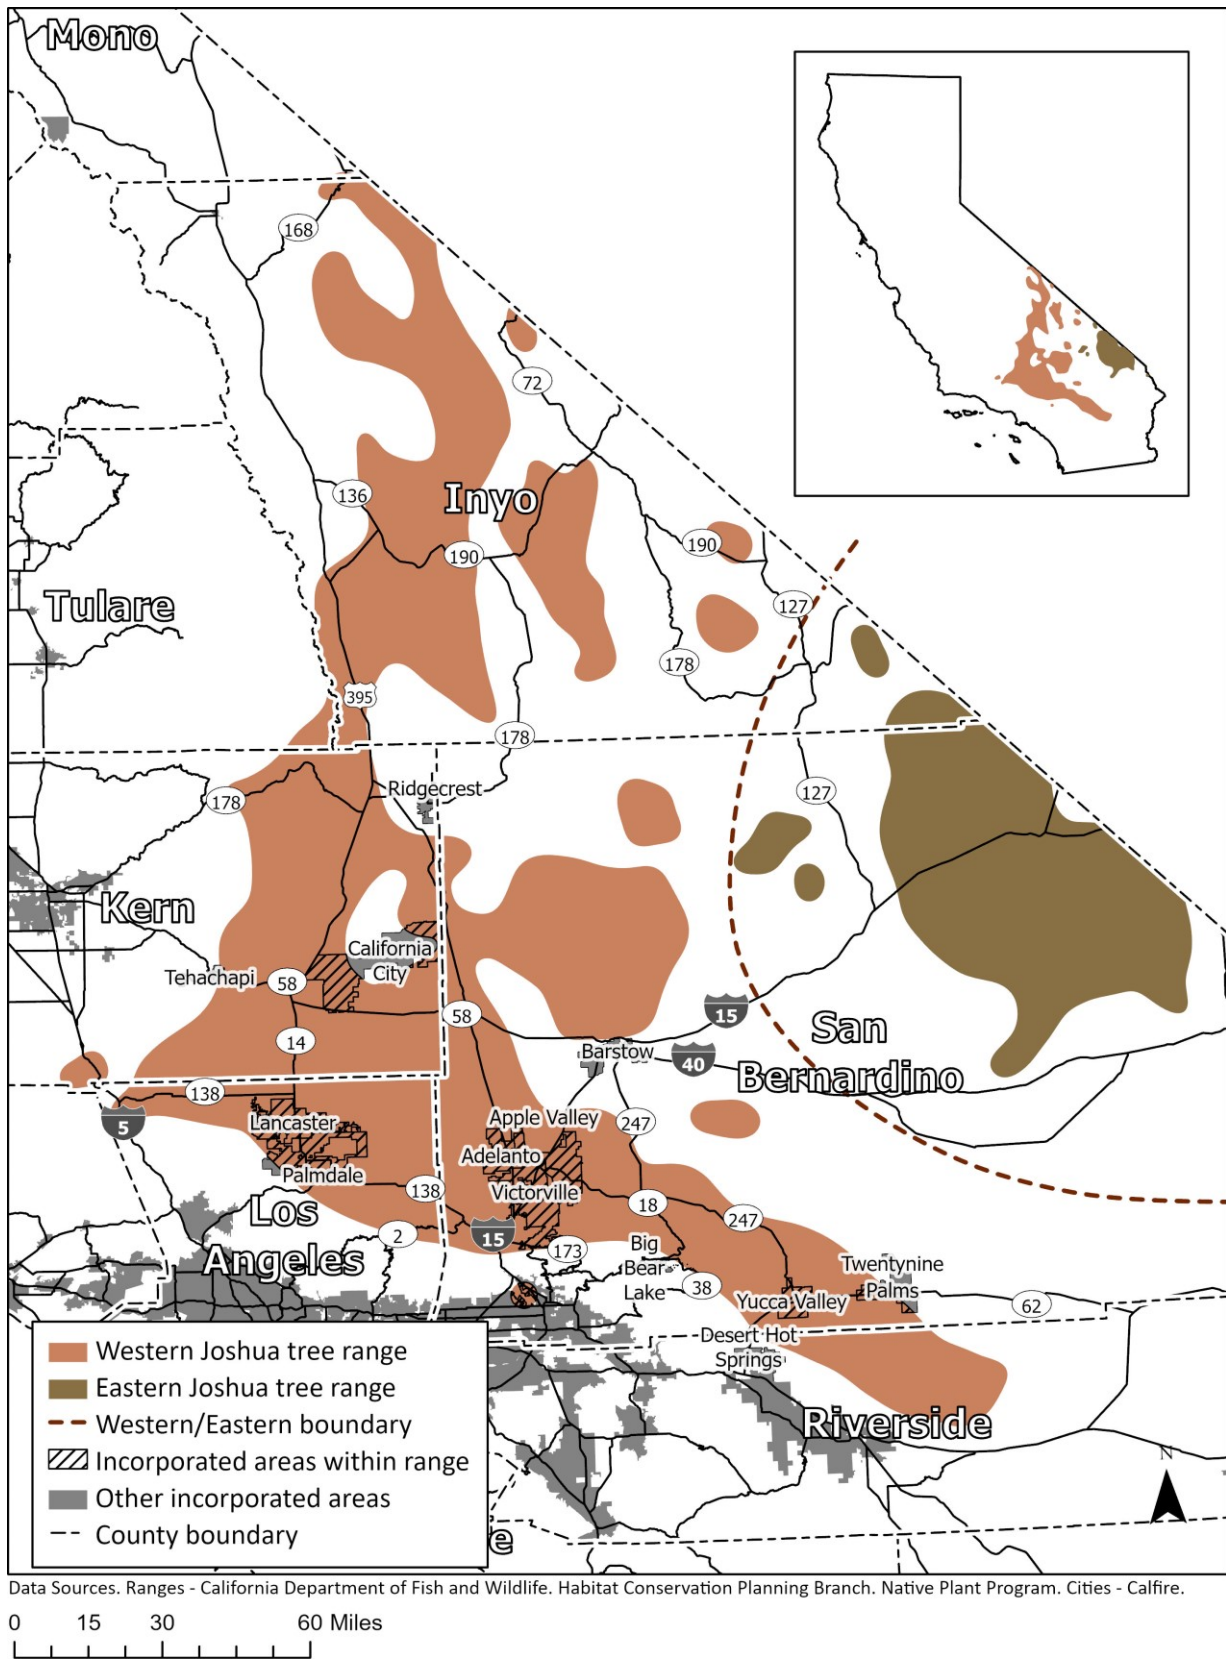 Mono
168
72
136
Inyo
190
190
Tulare
127
178
395
178
Ridgecrest
178
127
Kern
California
City
Tehachapi
58
15
58
San
Bernardino
14
Barstow
40
138
5
Lancaster
Apple Valley
247
Adelanto
Palmdale
138
Victorville
18
Los
Angeles
2
15
173
247
Big
Bear
Lake
38
Twentynine
Palms
Yucca Valley
62
Desert Hot
Springs
Riverside
N
Western Joshua tree range
Eastern Joshua tree range
Western/Eastern boundary
Incorporated areas within range
Other incorporated areas
County boundary
e
Data Sources. Ranges - California Department of Fish and Wildlife. Habitat Conservation Planning Branch. Native Plant Program. Cities - Calfire.
0 15 30 60 Miles